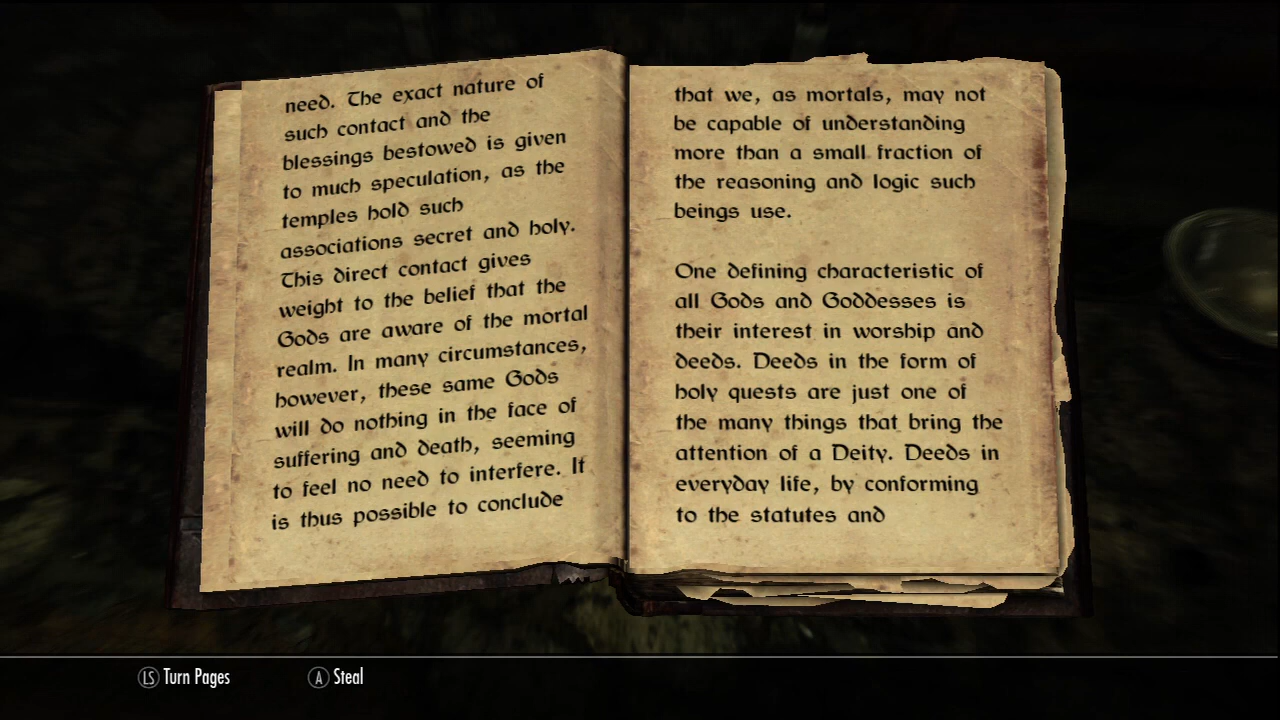 need. The exact nature of
such contact and the
blessings bestowed is given
to much speculation, as the
temples hold such
associations secret and holy.
This direct contact gives
weight to the belief that the
Gods are aware of the mortal
realm. In many circumstances,
however, these same Gods
will do nothing in the face of
suffering and death, seeming
to feel no need to interfere. It
is thus possible to conclude
that we, as mortals, may not
be capable of understanding
more than a small fraction of
the reasoning and logic such
beings use.
One defining characteristic of
all Gods and Goddesses is
their interest in worship and
deeds. Deeds in the form of
holy quests are just one of
the many things that bring the
attention of a Deity. Deeds in
everyday life, by conforming
to the statutes and
LS Turn Pages
A Steal